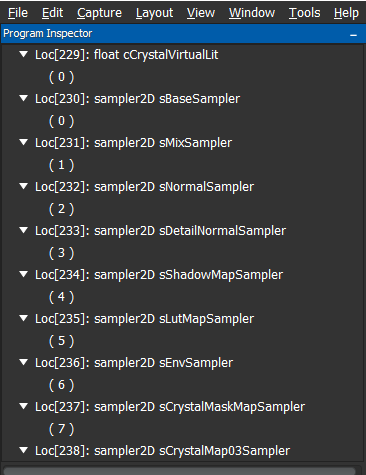 File Edit Capture Library View Window Tools Help
Program Inspector
Loc[229]: float cCrystalVirtualLit
( 0 )
Loc[230]: sampler2D sBaseSampler
( 0 )
Loc[231]: sampler2D sMixSampler
( 1 )
Loc[232]: sampler2D sNormalSampler
( 2 )
Loc[233]: sampler2D sDetailNormalSampler
( 3 )
Loc[234]: sampler2D sShadowMapSampler
( 4 )
Loc[235]: sampler2D sLutMapSampler
( 5 )
Loc[236]: sampler2D sEnvSampler
( 6 )
Loc[237]: sampler2D sCrystalMaskMapSampler
( 7 )
Loc[238]: sampler2D sCrystalMap03Sampler